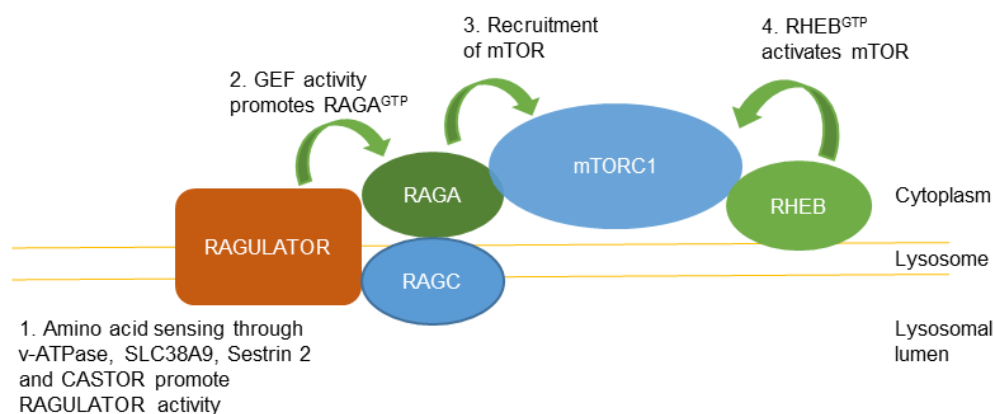 3. Recruitment
of mTOR
4. RHEBGTP
activates mTOR
2. GEF activity
promotes RAGAGTP
mTORC1
RAGA
RHEB
Cytoplasm
RAGULATOR
Lysosome
RAGC
1. Amino acid sensing through
v-ATPase, SLC38A9, Sestrin 2
and CASTOR promote
RAGULATOR activity
Lysosomal
lumen